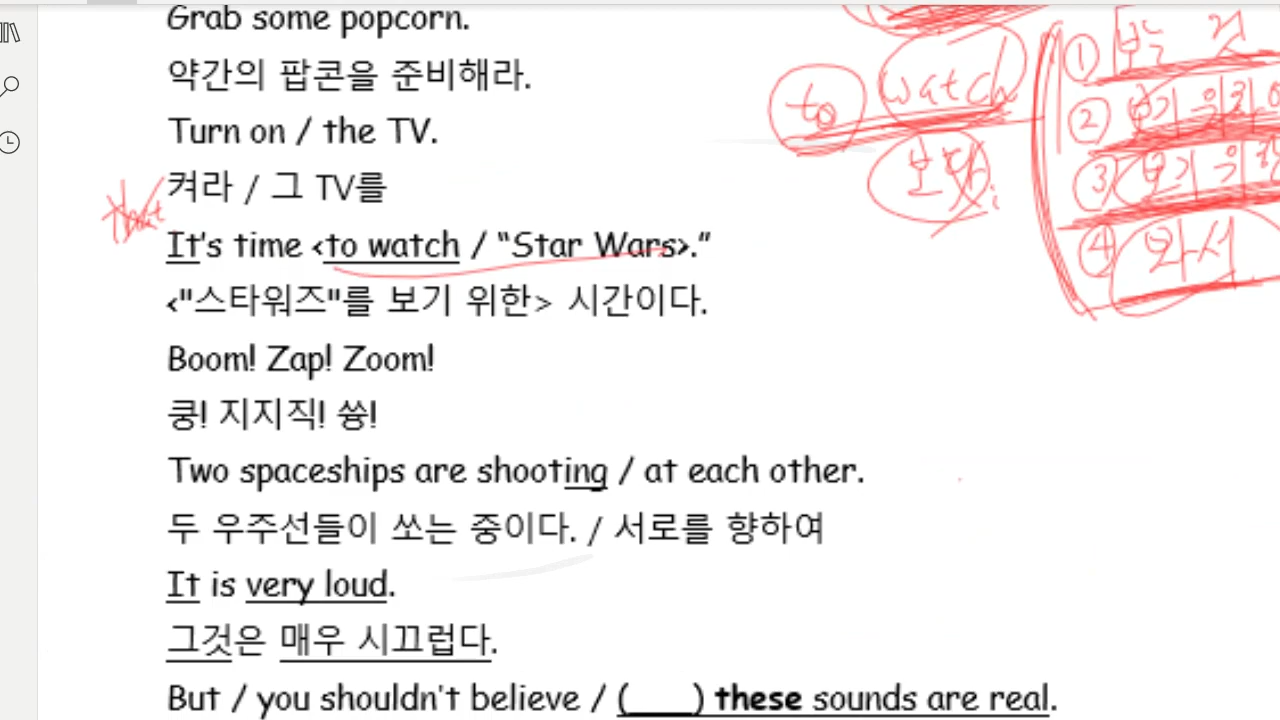 Grab some popcorn.
약간의 팝콘을 준비해라.
Turn on / the TV.
켜라 / 그 TV를
that
It's time <to watch / “Star Wars>.”
<"스타워즈"를 보기 위한> 시간이다.
Boom! Zap! Zoom!
쿵! 지지직! 쓩!
Two spaceships are shooting / at each other.
두 우주선들이 쏘는 중이다. / 서로를 향하여
It is very loud.
그것은 매우 시끄럽다.
But / you shouldn't believe / (___) these sounds are real.
to watch
보다
① 보는 것
② 보기 위하여
③ 보기 위한
④ 봐서